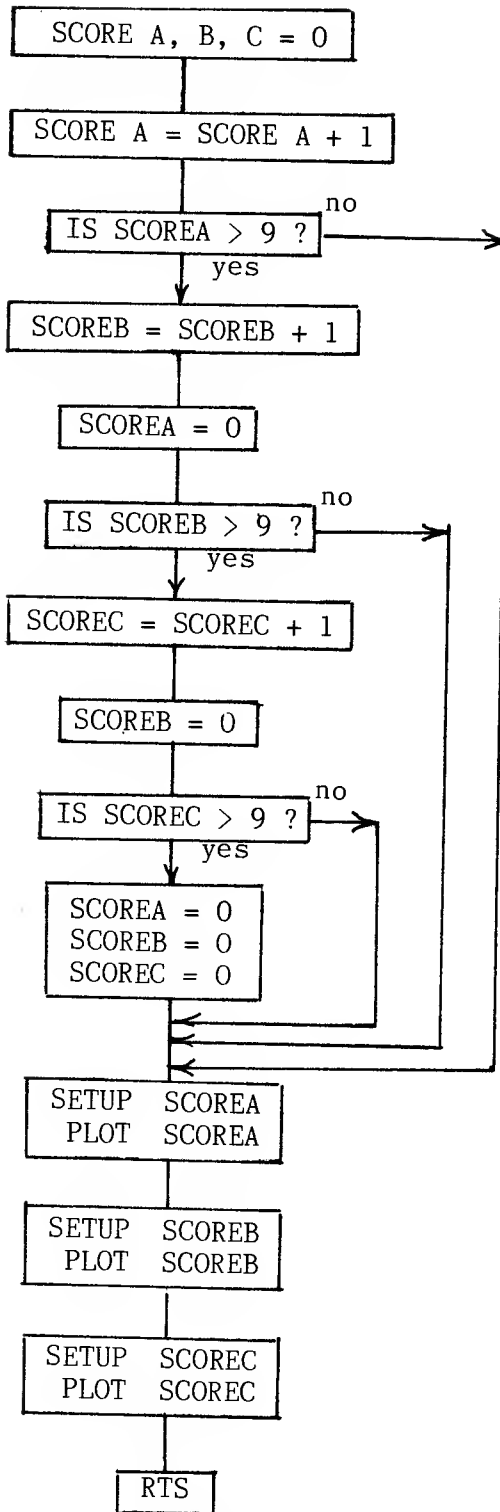 SCORE A, B, C = 0
SCORE A = SCORE A + 1
IS SCOREA > 9 ?
no
yes
SCOREB = SCOREB + 1
SCOREA = 0
IS SCOREB > 9 ?
no
yes
SCOREC = SCOREC + 1
SCOREB = 0
IS SCOREC > 9 ?
no
yes
SCOREA = 0
SCOREB = 0
SCOREC = 0
SETUP SCOREA
PLOT SCOREA
SETUP SCOREB
PLOT SCOREB
SETUP SCOREC
PLOT SCOREC
RTS